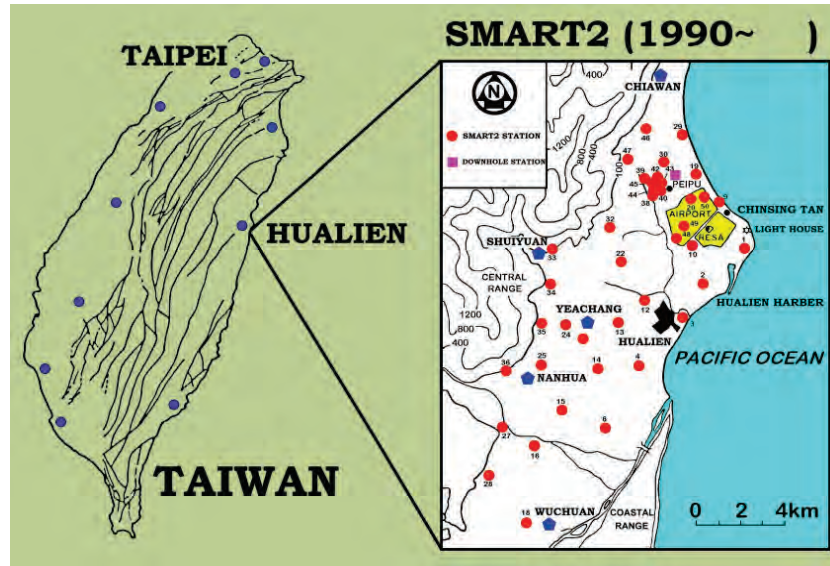 SMART2 (1990~ )
TAIPEI
HUALIEN
TAIWAN
N
SMART2 STATION
DOWNHOLE STATION
400
1200
800
400
100
CHIAWAN
46
29
47
30
39
42
43
19
45
PEIPU
44
38
40
9
20
50
AIRPORT
CHINSING TAN
49
RESA
LIGHT HOUSE
48
10
1
32
SHUIYUAN
33
22
CENTRAL
RANGE
34
2
HUALIEN HARBER
12
YEACHANG
1200
800
400
35
24
13
3
HUALIEN
PACIFIC OCEAN
36
25
14
4
NANHUA
15
6
27
16
28
18
WUCHUAN
COASTAL
RANGE
0 2 4km